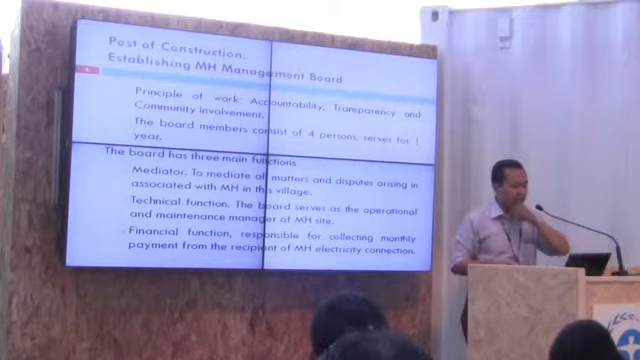 Post of Construction:
Establishing MH Management Board
Principle of work: Accountability, Transparency and
Community involvement.
The board members consist of 4 persons, serves for 1
year.
The board has three main functions
Mediator. To mediate all matters and disputes arising in
associated with MH in this village.
Technical function. The board serves as the operational
and maintenance manager of MH site.
Financial function, responsible for collecting monthly
payment from the recipient of MH electricity connection.